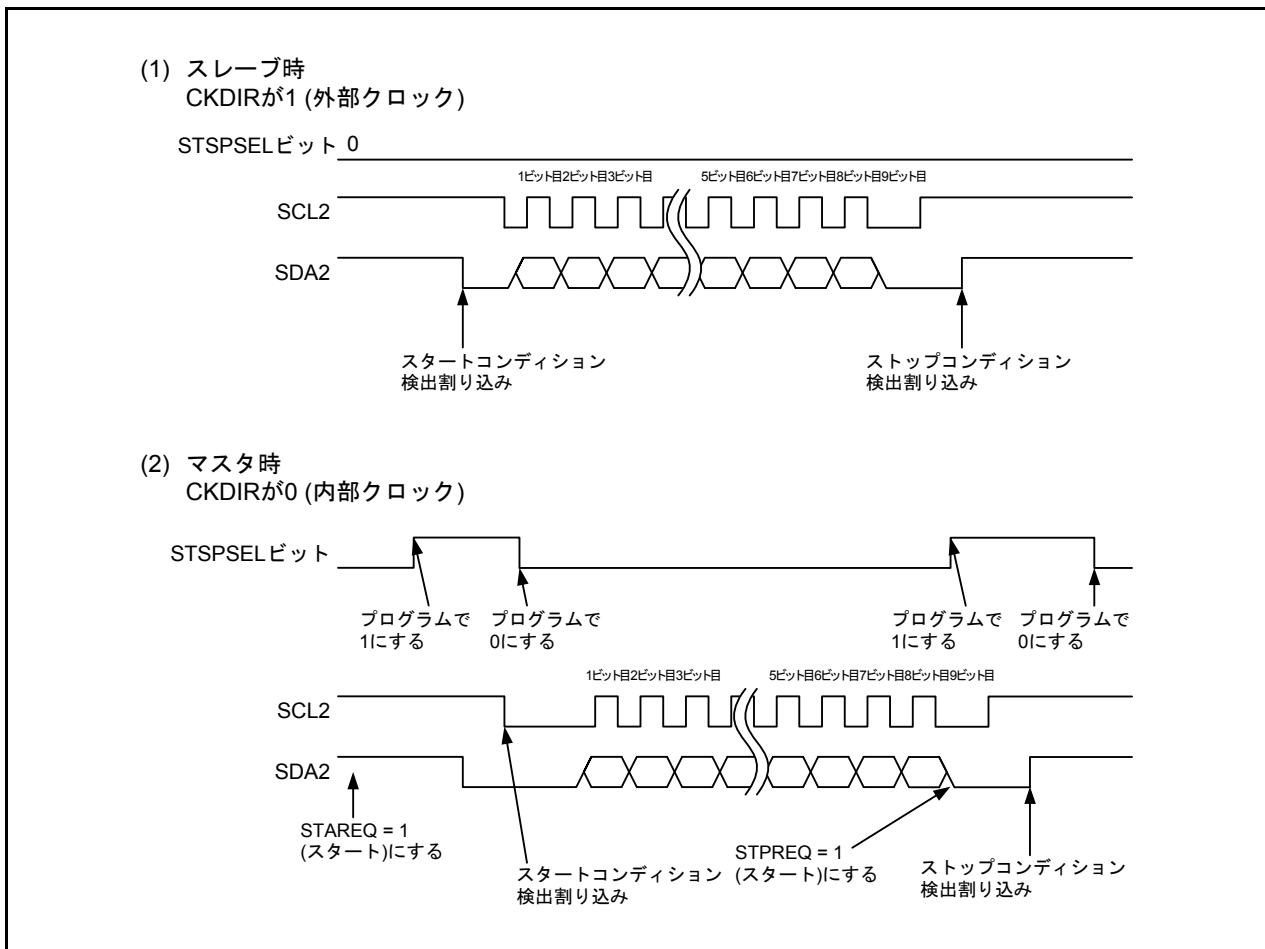 (1) スレーブ時
CKDIRが1 (外部クロック)
STSPSELビット 0
1ビット目2ビット目3ビット目
5ビット目6ビット目7ビット目8ビット目9ビット目
SCL2
SDA2
スタートコンディション
検出割り込み
ストップコンディション
検出割り込み
(2) マスタ時
CKDIRが0 (内部クロック)
STSPSELビット
プログラムで
1にする
プログラムで
0にする
プログラムで
1にする
プログラムで
0にする
1ビット目2ビット目3ビット目
5ビット目6ビット目7ビット目8ビット目9ビット目
SCL2
SDA2
STAREQ = 1
(スタート)にする
スタートコンディション
検出割り込み
STPREQ = 1
(スタート)にする
ストップコンディション
検出割り込み